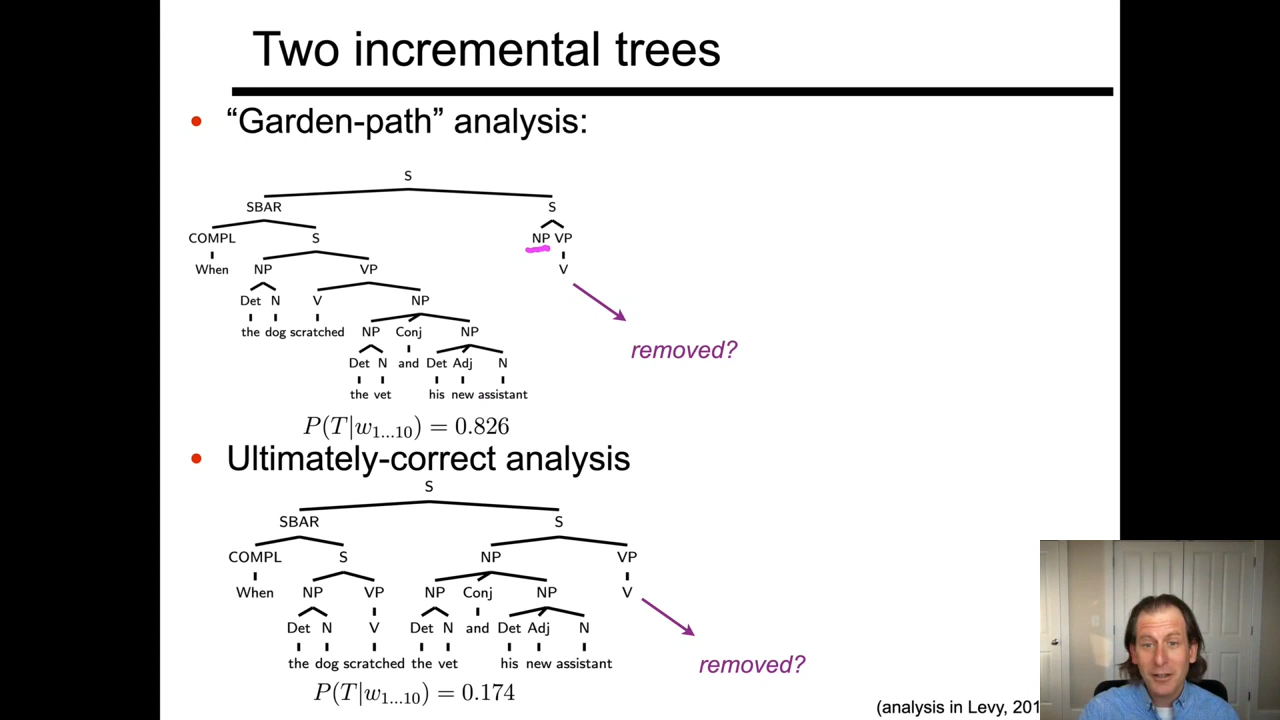 Two incremental trees
• “Garden-path” analysis:
S
SBAR S
COMPL S NP VP
When NP VP V
Det N V NP
the dog scratched NP Conj NP
removed?
Det N and Det Adj N
the vet his new assistant
P(T|w1...10) = 0.826
• Ultimately-correct analysis
S
SBAR S
COMPL S NP VP
When NP VP NP Conj NP V
Det N V Det N and Det Adj N
the dog scratched the vet his new assistant
removed?
P(T|w1...10) = 0.174
(analysis in Levy, 201